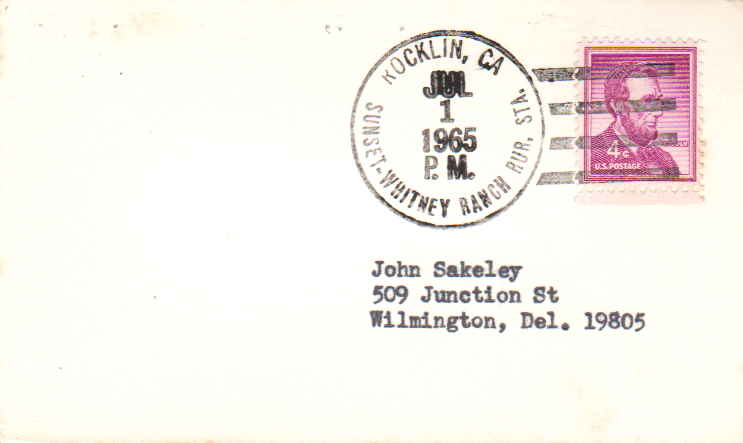 ROCKLIN, CA
JUL
1
1965
P. M.
SUNSET-WHITNEY RANCH RUR. STA.
4¢
U.S. POSTAGE
John Sakeley
509 Junction St
Wilmington, Del. 19805